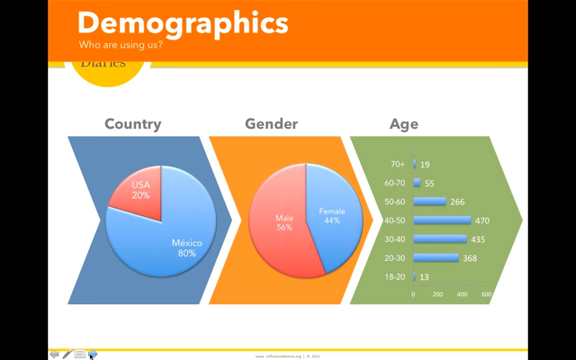 Demographics
Who are using us?
Diaries
Country
Gender
Age
USA
20%
México
80%
Male
56%
Female
44%
70+ 19
60-70 55
50-60 266
40-50 470
30-40 435
20-30 368
18-20 13
0 200 400 600